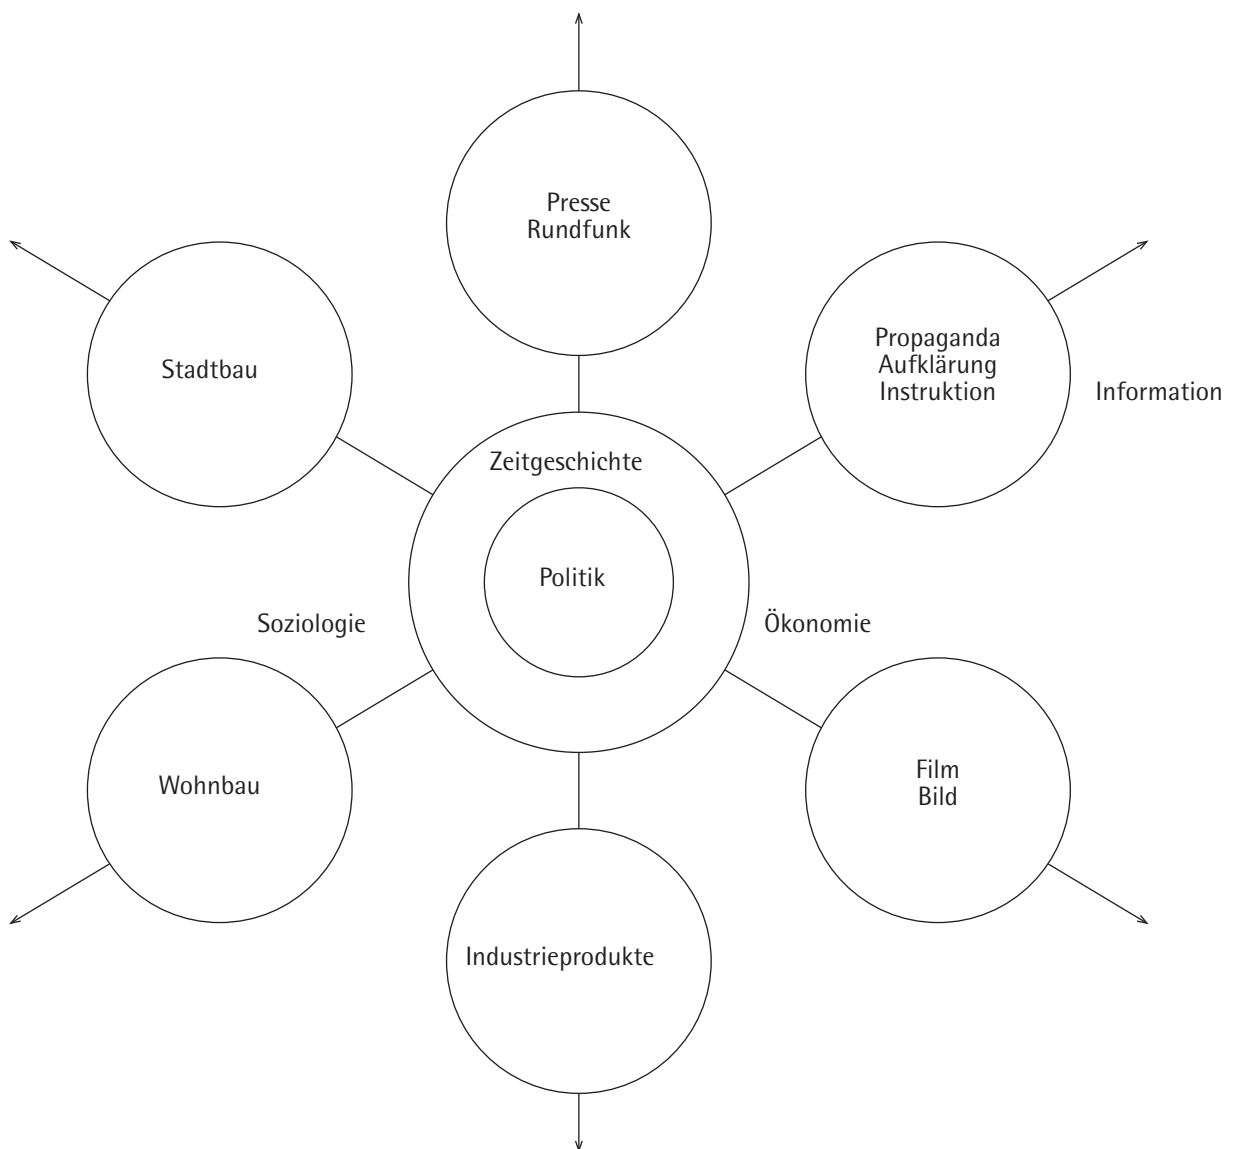 Presse
Rundfunk
Stadtbau
Propaganda
Aufklärung
Instruktion
Information
Zeitgeschichte
Politik
Soziologie
Ökonomie
Wohnbau
Film
Bild
Industrieprodukte